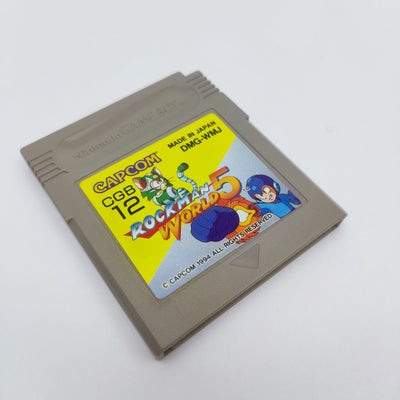 Nintendo GAME BOY
CAPCOM
CGB
12
MADE IN JAPAN
DMG-WMJ
ROCKMAN
WORLD 5
© CAPCOM 1994 ALL RIGHTS RESERVED